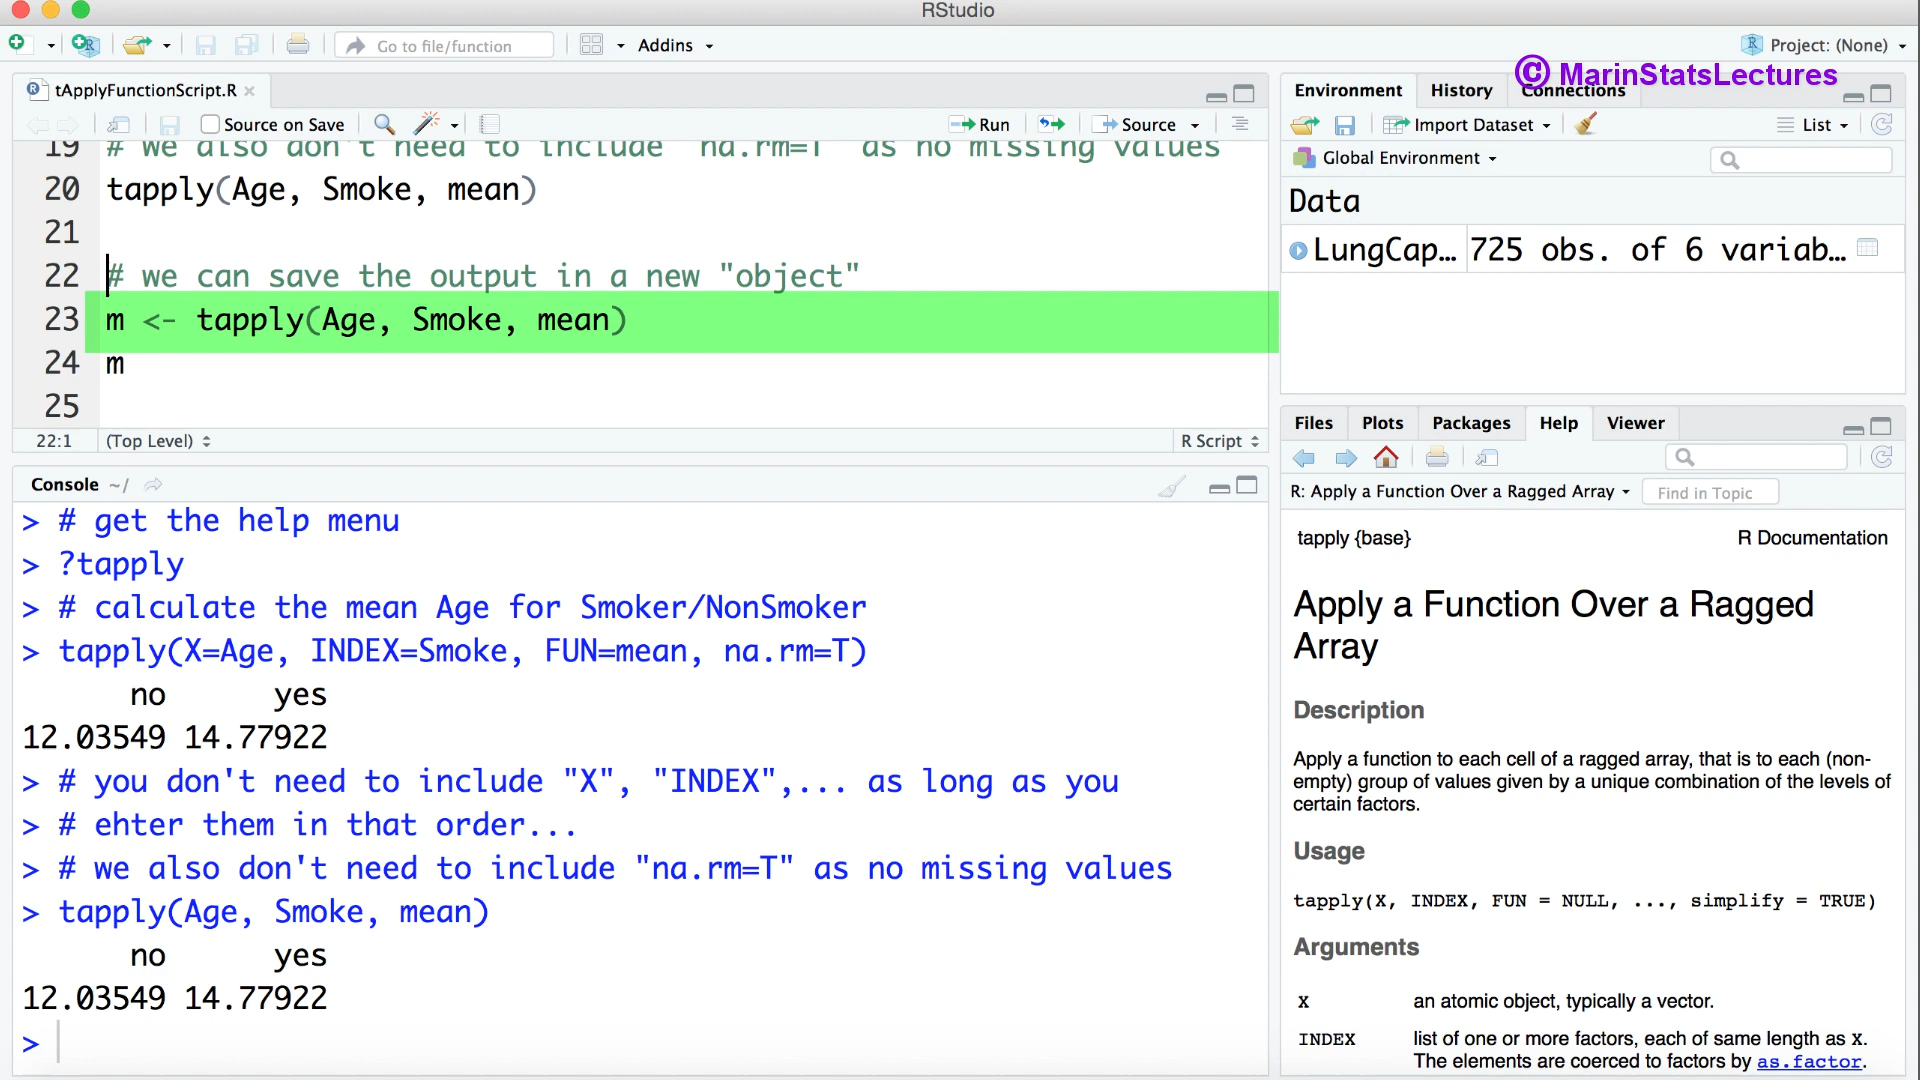 RStudio
Go to file/function
Addins
Project: (None)
© MarinStatsLectures
tApplyFunctionScript.R
Source on Save
Run
Source
19 # we also don't need to include "na.rm=T" as no missing values
20 tapply(Age, Smoke, mean)
21
22 # we can save the output in a new "object"
23 m <- tapply(Age, Smoke, mean)
24 m
25
22:1 (Top Level) R Script
Console ~/
> # get the help menu
> ?tapply
> # calculate the mean Age for Smoker/NonSmoker
> tapply(X=Age, INDEX=Smoke, FUN=mean, na.rm=T)
no yes
12.03549 14.77922
> # you don't need to include "X", "INDEX",... as long as you
> # ehter them in that order...
> # we also don't need to include "na.rm=T" as no missing values
> tapply(Age, Smoke, mean)
no yes
12.03549 14.77922
>
Environment History Connections
Import Dataset List
Global Environment
Data
LungCap... 725 obs. of 6 variab...
Files Plots Packages Help Viewer
R: Apply a Function Over a Ragged Array Find in Topic
tapply {base} R Documentation
Apply a Function Over a Ragged
Array
Description
Apply a function to each cell of a ragged array, that is to each (non-
empty) group of values given by a unique combination of the levels of
certain factors.
Usage
tapply(X, INDEX, FUN = NULL, ..., simplify = TRUE)
Arguments
X an atomic object, typically a vector.
INDEX list of one or more factors, each of same length as X.
The elements are coerced to factors by as.factor.